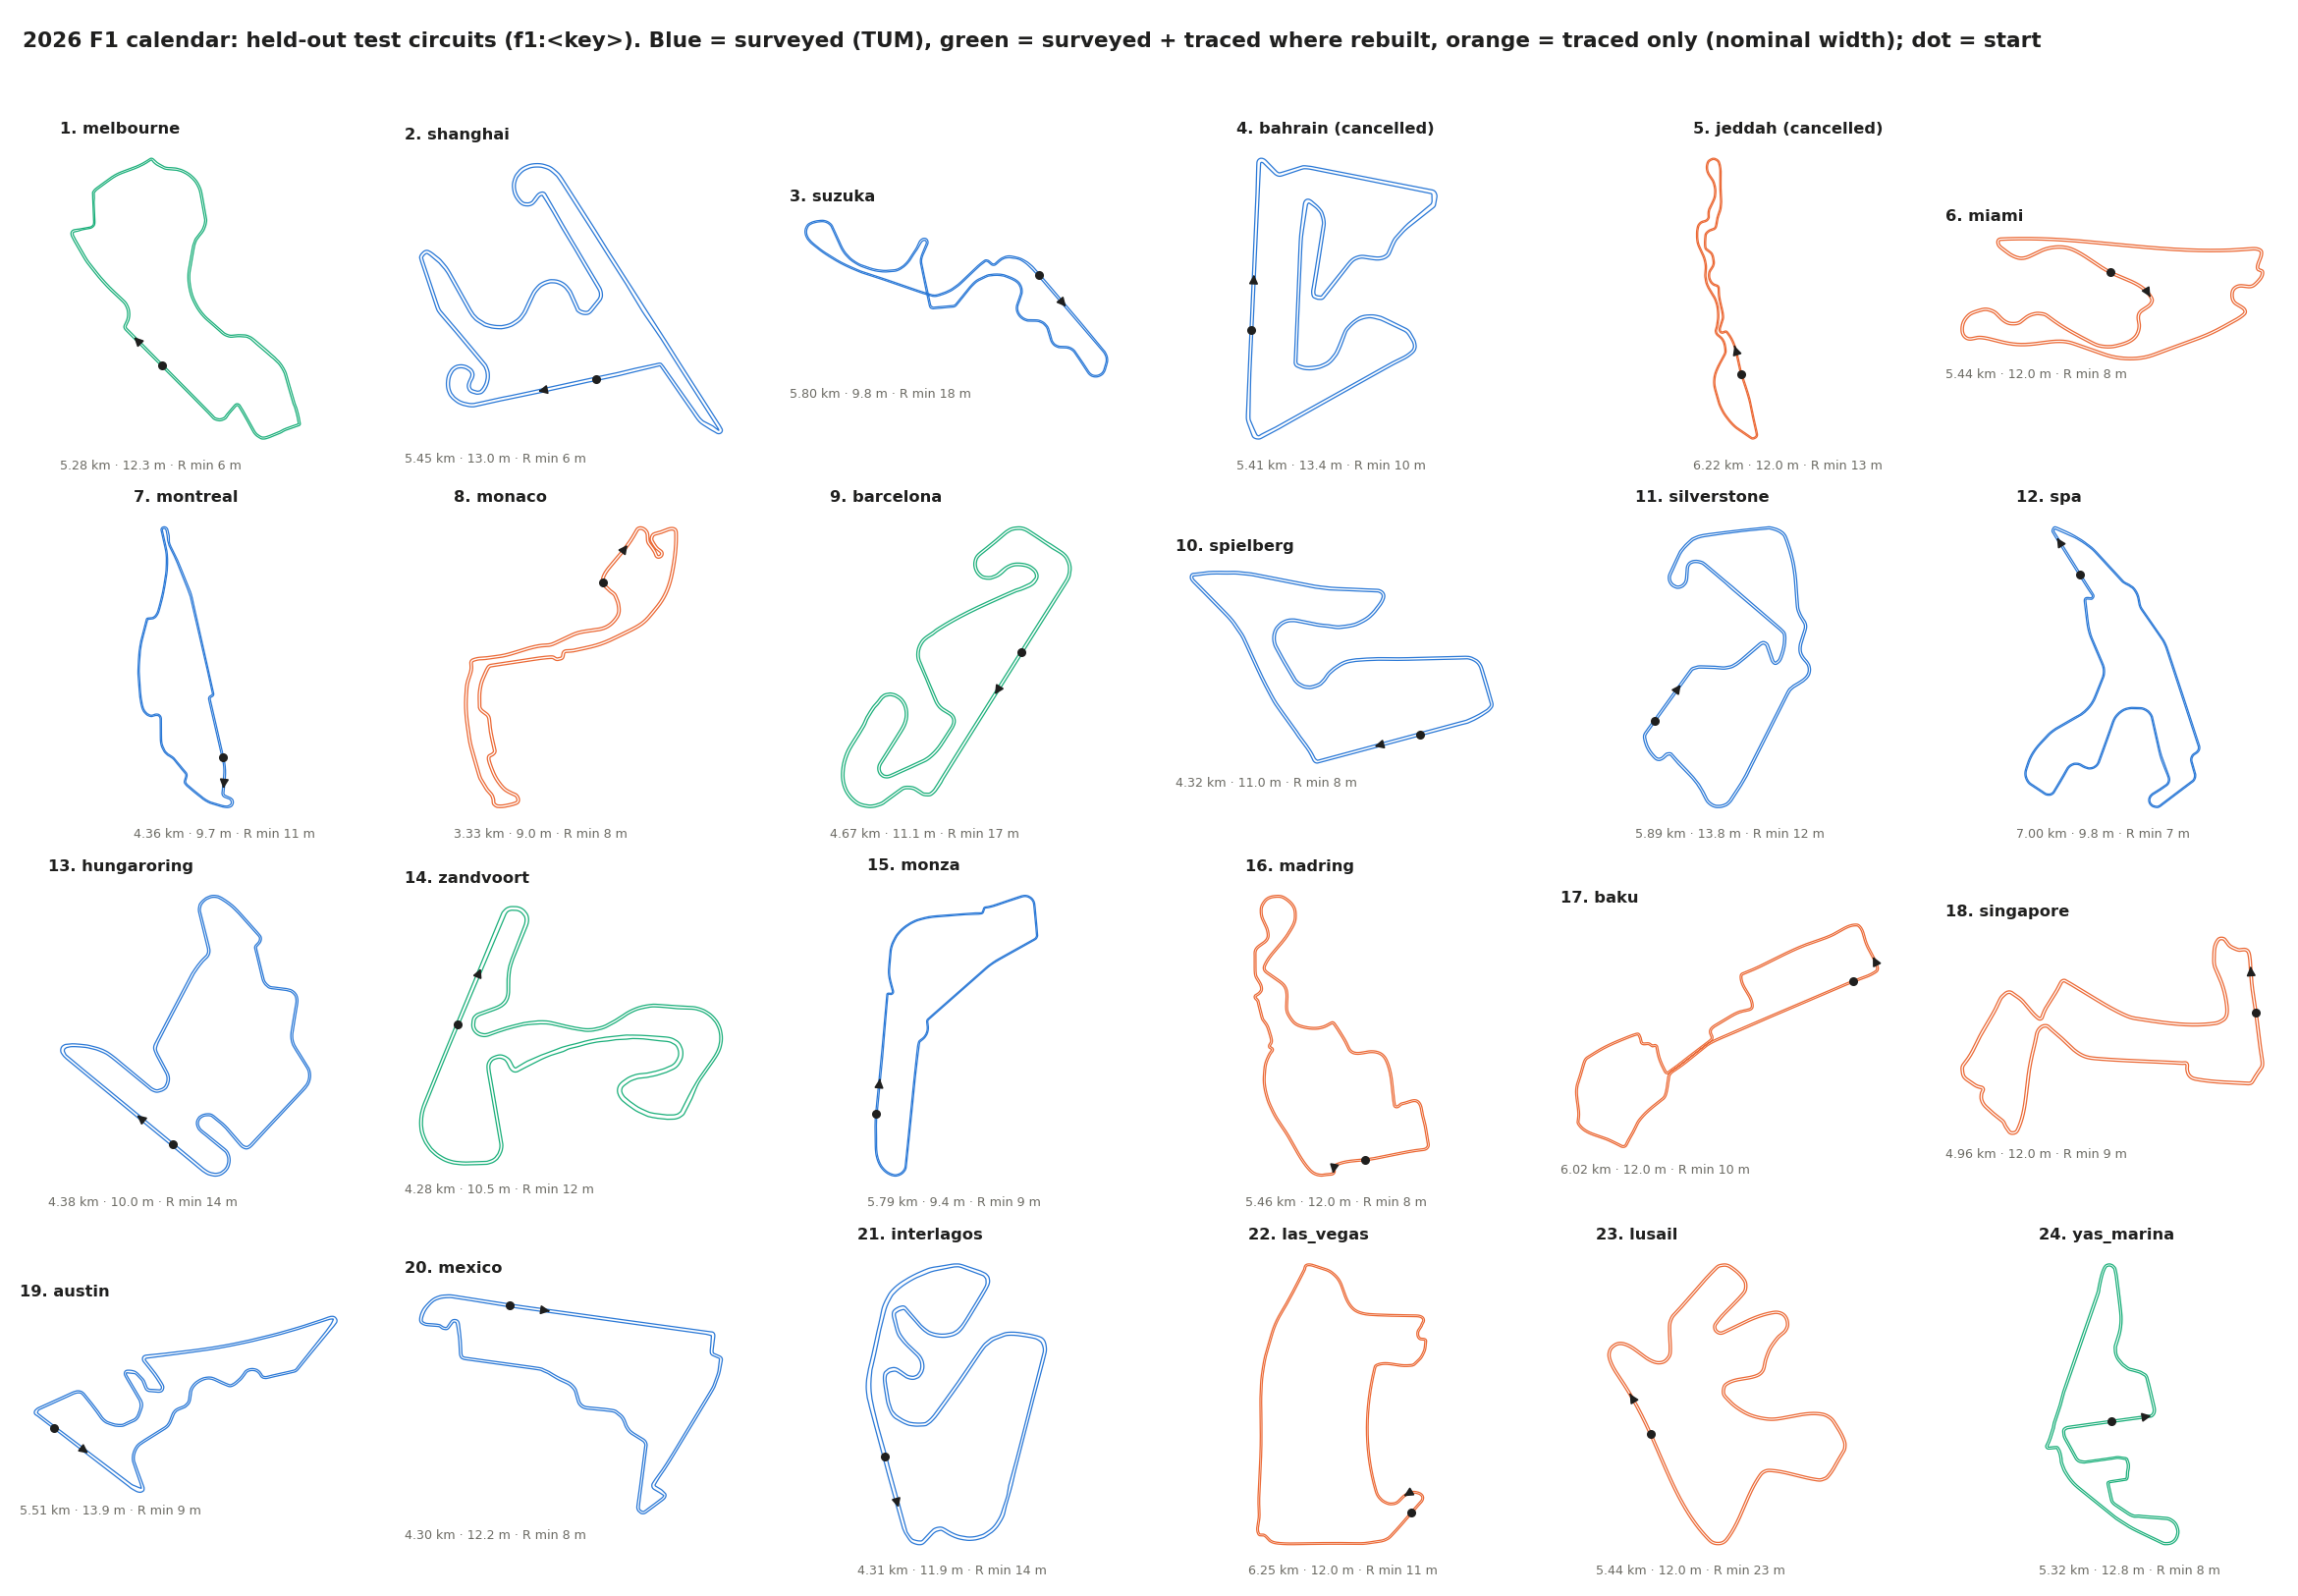 2026 F1 calendar: held-out test circuits (f1:<key>). Blue = surveyed (TUM), green = surveyed + traced where rebuilt, orange = traced only (nominal width); dot = start
1. melbourne
5.28 km · 12.3 m · R min 6 m
2. shanghai
5.45 km · 13.0 m · R min 6 m
3. suzuka
5.80 km · 9.8 m · R min 18 m
4. bahrain (cancelled)
5.41 km · 13.4 m · R min 10 m
5. jeddah (cancelled)
6.22 km · 12.0 m · R min 13 m
6. miami
5.44 km · 12.0 m · R min 8 m
7. montreal
4.36 km · 9.7 m · R min 11 m
8. monaco
3.33 km · 9.0 m · R min 8 m
9. barcelona
4.67 km · 11.1 m · R min 17 m
10. spielberg
4.32 km · 11.0 m · R min 8 m
11. silverstone
5.89 km · 13.8 m · R min 12 m
12. spa
7.00 km · 9.8 m · R min 7 m
13. hungaroring
4.38 km · 10.0 m · R min 14 m
14. zandvoort
4.28 km · 10.5 m · R min 12 m
15. monza
5.79 km · 9.4 m · R min 9 m
16. madring
5.46 km · 12.0 m · R min 8 m
17. baku
6.02 km · 12.0 m · R min 10 m
18. singapore
4.96 km · 12.0 m · R min 9 m
19. austin
5.51 km · 13.9 m · R min 9 m
20. mexico
4.30 km · 12.2 m · R min 8 m
21. interlagos
4.31 km · 11.9 m · R min 14 m
22. las_vegas
6.25 km · 12.0 m · R min 11 m
23. lusail
5.44 km · 12.0 m · R min 23 m
24. yas_marina
5.32 km · 12.8 m · R min 8 m